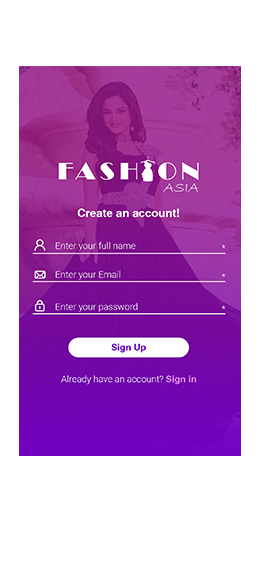 FASHION
ASIA
Create an account!
Enter your full name *
Enter your Email *
Enter your password *
Sign Up
Already have an account? Sign in